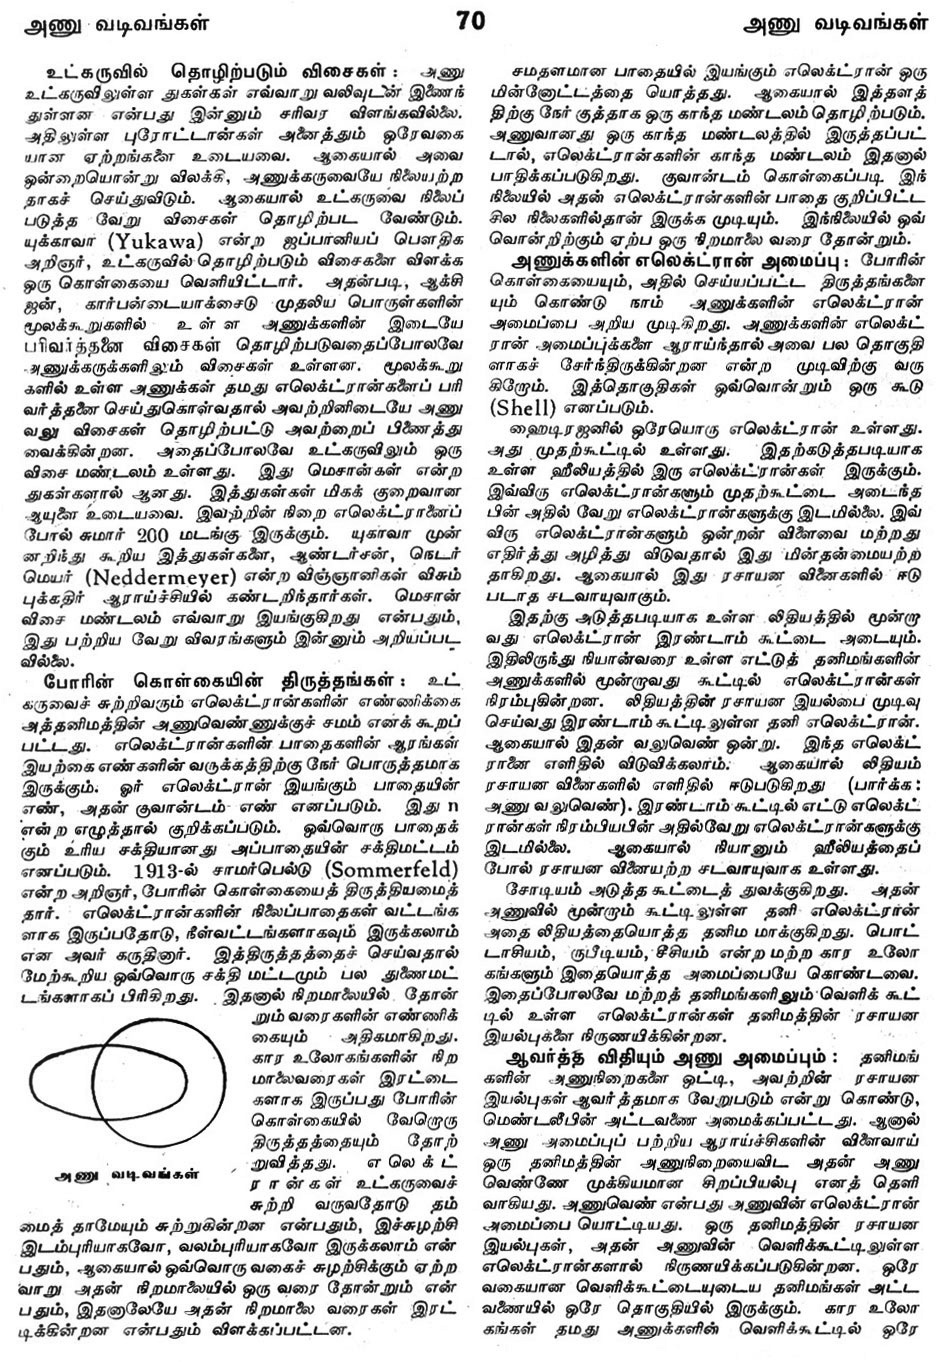 அணு வடிவங்கள்
70
அணு வடிவங்கள்
உட்கருவில் தொழிற்படும் விசைகள் : அணு
உட்கருவிலுள்ள துகள்கள் எவ்வாறு வலிவுடன் இணைந்
துள்ளன என்பது இன்னும் சரிவர விளங்கவில்லை.
அதிலுள்ள புரோட்டான்கள் அனைத்தும் ஒரேவகை
யான ஏற்றங்களை உடையவை. ஆகையால் அவை
ஒன்றையொன்று விலக்கி, அணுக்கருவையே நிலையற்ற
தாகச் செய்துவிடும். ஆகையால் உட்கருவை நிலைப்
படுத்த வேறு விசைகள் தொழிற்பட வேண்டும்.
யுக்காவா (Yukawa) என்ற ஜப்பானியப் பௌதிக
அறிஞர், உட்கருவில் தொழிற்படும் விசைகளை விளக்க
ஒரு கொள்கையை வெளியிட்டார். அதன்படி, ஆக்சி
ஜன், கார்பன்டையாக்சைடு முதலிய பொருள்களின்
மூலக்கூறுகளில் உள்ள அணுக்களின் இடையே
பரிவர்த்தனை விசைகள் தொழிற்படுவதைப்போலவே
அணுக்கருக்களிலும் விசைகள் உள்ளன. மூலக்கூறு
களில் உள்ள அணுக்கள் தமது எலெக்ட்ரான்களைப் பரி
வர்த்தனை செய்துகொள்வதால் அவற்றினிடையே அணு
வலு விசைகள் தொழிற்பட்டு அவற்றைப் பிணைத்து
வைக்கின்றன. அதைப்போலவே உட்கருவிலும் ஒரு
விசை மண்டலம் உள்ளது. இது மெசான்கள் என்ற
துகள்களால் ஆனது. இத்துகள்கள் மிகக் குறைவான
ஆயுளை உடையவை. இவற்றின் நிறை எலெக்ட்ரானைப்
போல் சுமார் 200 மடங்கு இருக்கும். யுகாவா முன்
னறிந்து கூறிய இத்துகள்களை, ஆண்டர்சன், நெடர்
மெயர் (Neddermeyer) என்ற விஞ்ஞானிகள் விசும்
புக்கதிர் ஆராய்ச்சியில் கண்டறிந்தார்கள். மெசான்
விசை மண்டலம் எவ்வாறு இயங்குகிறது என்பதும்,
இது பற்றிய வேறு விவரங்களும் இன்னும் அறியப்பட
வில்லை.
போரின் கொள்கையின் திருத்தங்கள் : உட்
கருவைச் சுற்றிவரும் எலெக்ட்ரான்களின் எண்ணிக்கை
அத்தனிமத்தின் அணுவெண்ணுக்குச் சமம் எனக் கூறப்
பட்டது. எலெக்ட்ரான்களின் பாதைகளின் ஆரங்கள்
இயற்கை எண்களின் வருக்கத்திற்கு நேர் பொருத்தமாக
இருக்கும். ஓர் எலெக்ட்ரான் இயங்கும் பாதையின்
எண், அதன் குவான்டம் எண் எனப்படும். இது n
என்ற எழுத்தால் குறிக்கப்படும். ஒவ்வொரு பாதைக்
கும் உரிய சக்தியானது அப்பாதையின் சக்திமட்டம்
எனப்படும். 1913-ல் சாமர்பெல்டு (Sommerfeld)
என்ற அறிஞர், போரின் கொள்கையைத் திருத்தியமைத்
தார். எலெக்ட்ரான்களின் நிலைப்பாதைகள் வட்டங்க
ளாக இருப்பதோடு, நீள்வட்டங்களாகவும் இருக்கலாம்
என அவர் கருதினார். இத்திருத்தத்தைச் செய்வதால்
மேற்கூறிய ஒவ்வொரு சக்தி மட்டமும் பல துணைமட்
டங்களாகப் பிரிகிறது. இதனால் நிறமாலையில் தோன்
றும் வரைகளின் எண்ணிக்
கையும் அதிகமாகிறது.
கார உலோகங்களின் நிற
மாலைவரைகள் இரட்டை
களாக இருப்பது போரின்
கொள்கையில் வேறொரு
திருத்தத்தையும் தோற்
றுவித்தது. எலெக்ட்
ரான்கள் உட்கருவைச்
சுற்றி வருவதோடு தம்
அணு வடிவங்கள்
மைத் தாமேயும் சுற்றுகின்றன என்பதும், இச்சுழற்சி
இடம்புரியாகவோ, வலம்புரியாகவோ இருக்கலாம் என்
பதும், ஆகையால் ஒவ்வொரு வகைச் சுழற்சிக்கும் ஏற்ற
வாறு அதன் நிறமாலையில் ஒரு வரை தோன்றும் என்
பதும், இதனாலேயே அதன் நிறமாலை வரைகள் இரட்
டிக்கின்றன என்பதும் விளக்கப்பட்டன.
சமதளமான பாதையில் இயங்கும் எலெக்ட்ரான் ஒரு
மின்னோட்டத்தை யொத்தது. ஆகையால் இத்தளத்
திற்கு நேர் குத்தாக ஒரு காந்த மண்டலம் தொழிற்படும்.
அணுவானது ஒரு காந்த மண்டலத்தில் இருத்தப்பட்
டால், எலெக்ட்ரான்களின் காந்த மண்டலம் இதனால்
பாதிக்கப்படுகிறது. குவான்டம் கொள்கைப்படி இந்
நிலையில் அதன் எலெக்ட்ரான்களின் பாதை குறிப்பிட்ட
சில நிலைகளில்தான் இருக்க முடியும். இந்நிலையில் ஒவ்
வொன்றிற்கும் ஏற்ப ஒரு நிறமாலை வரை தோன்றும்.
அணுக்களின் எலெக்ட்ரான் அமைப்பு : போரின்
கொள்கையையும், அதில் செய்யப்பட்ட திருத்தங்களை
யும் கொண்டு நாம் அணுக்களின் எலெக்ட்ரான்
அமைப்பை அறிய முடிகிறது. அணுக்களின் எலெக்ட்
ரான் அமைப்புக்களை ஆராய்ந்தால் அவை பல தொகுதி
ளாகச் சேர்ந்திருக்கின்றன என்ற முடிவிற்கு வரு
கிறோம். இத்தொகுதிகள் ஒவ்வொன்றும் ஒரு கூடு
(Shell) எனப்படும்.
ஹைடிரஜனில் ஒரேயொரு எலெக்ட்ரான் உள்ளது.
அது முதற்கூட்டில் உள்ளது. இதற்கடுத்தபடியாக
உள்ள ஹீலியத்தில் இரு எலெக்ட்ரான்கள் இருக்கும்.
இவ்விரு எலெக்ட்ரான்களும் முதற்கூட்டை அடைந்த
பின் அதில் வேறு எலெக்ட்ரான்களுக்கு இடமில்லை. இவ்
விரு எலெக்ட்ரான்களும் ஒன்றன் விளைவை மற்றது
எதிர்த்து அழித்து விடுவதால் இது மின்தன்மையற்ற
தாகிறது. ஆகையால் இது ரசாயன வினைகளில் ஈடு
படாத சடவாயுவாகும்.
இதற்கு அடுத்தபடியாக உள்ள லிதியத்தில் மூன்றா
வது எலெக்ட்ரான் இரண்டாம் கூட்டை அடையும்.
இதிலிருந்து நியான்வரை உள்ள எட்டுத் தனிமங்களின்
அணுக்களில் மூன்றுவது கூட்டில் எலெக்ட்ரான்கள்
நிரம்புகின்றன. லிதியத்தின் ரசாயன இயல்பை முடிவு
செய்வது இரண்டாம் கூட்டிலுள்ள தனி எலெக்ட்ரான்.
ஆகையால் இதன் வலுவெண் ஒன்று. இந்த எலெக்ட்
ரானை எளிதில் விடுவிக்கலாம். ஆகையால் லிதியம்
ரசாயன வினைகளில் எளிதில் ஈடுபடுகிறது (பார்க்க :
அணு வலுவெண்). இரண்டாம் கூட்டில் எட்டு எலெக்ட்
ரான்கள் நிரம்பியபின் அதில்வேறு எலெக்ட்ரான்களுக்கு
இடமில்லை. ஆகையால் நியானும் ஹீலியத்தைப்
போல் ரசாயன வினையற்ற சடவாயுவாக உள்ளது.
சோடியம் அடுத்த கூட்டைத் துவக்குகிறது. அதன்
அணுவில் மூன்றும் கூட்டிலுள்ள தனி எலெக்ட்ரான்
அதை லிதியத்தையொத்த தனிம மாக்குகிறது. பொட்
டாசியம், ருபீடியம், சீசியம் என்ற மற்ற கார உலோ
கங்களும் இதையொத்த அமைப்பையே கொண்டவை.
இதைப்போலவே மற்றத் தனிமங்களிலும் வெளிக் கூட்
டில் உள்ள எலெக்ட்ரான்கள் தனிமத்தின் ரசாயன
இயல்புகளை நிருணயிக்கின்றன.
ஆவர்த்த விதியும் அணு அமைப்பும் : தனிமங்
களின் அணுநிறைகளை ஒட்டி, அவற்றின் ரசாயன
இயல்புகள் ஆவர்த்தமாக வேறுபடும் என்று கொண்டு,
மெண்டலீபின் அட்டவணை அமைக்கப்பட்டது. ஆனால்
அணு அமைப்புப் பற்றிய ஆராய்ச்சிகளின் விளைவாய்
ஒரு தனிமத்தின் அணுநிறையைவிட அதன் அணு
வெண்ணே முக்கியமான சிறப்பியல்பு எனத் தெளி
வாகியது. அணுவெண் என்பது அணுவின் எலெக்ட்ரான்
அமைப்பை யொட்டியது. ஒரு தனிமத்தின் ரசாயன
இயல்புகள், அதன் அணுவின் வெளிக்கூட்டிலுள்ள
எலெக்ட்ரான்களால் நிருணயிக்கப்படுகின்றன. ஒரே
வகையான வெளிக்கூட்டையுடைய தனிமங்கள் அட்ட
வணையில் ஒரே தொகுதியில் இருக்கும். கார உலோ
கங்கள் தமது அணுக்களின் வெளிக்கூட்டில் ஒரே